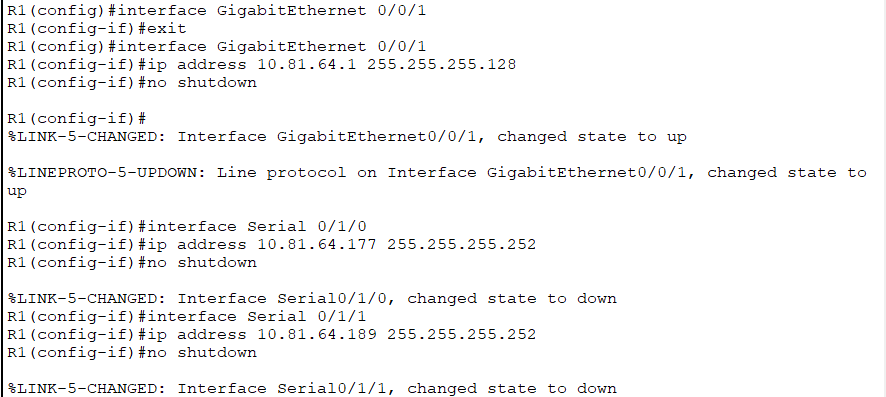 R1(config)#interface GigabitEthernet 0/0/1
R1(config-if)#exit
R1(config)#interface GigabitEthernet 0/0/1
R1(config-if)#ip address 10.81.64.1 255.255.255.128
R1(config-if)#no shutdown
R1(config-if)#
%LINK-5-CHANGED: Interface GigabitEthernet0/0/1, changed state to up
%LINEPROTO-5-UPDOWN: Line protocol on Interface GigabitEthernet0/0/1, changed state to
up
R1(config-if)#interface Serial 0/1/0
R1(config-if)#ip address 10.81.64.177 255.255.255.252
R1(config-if)#no shutdown
%LINK-5-CHANGED: Interface Serial0/1/0, changed state to down
R1(config-if)#interface Serial 0/1/1
R1(config-if)#ip address 10.81.64.189 255.255.255.252
R1(config-if)#no shutdown
%LINK-5-CHANGED: Interface Serial0/1/1, changed state to down